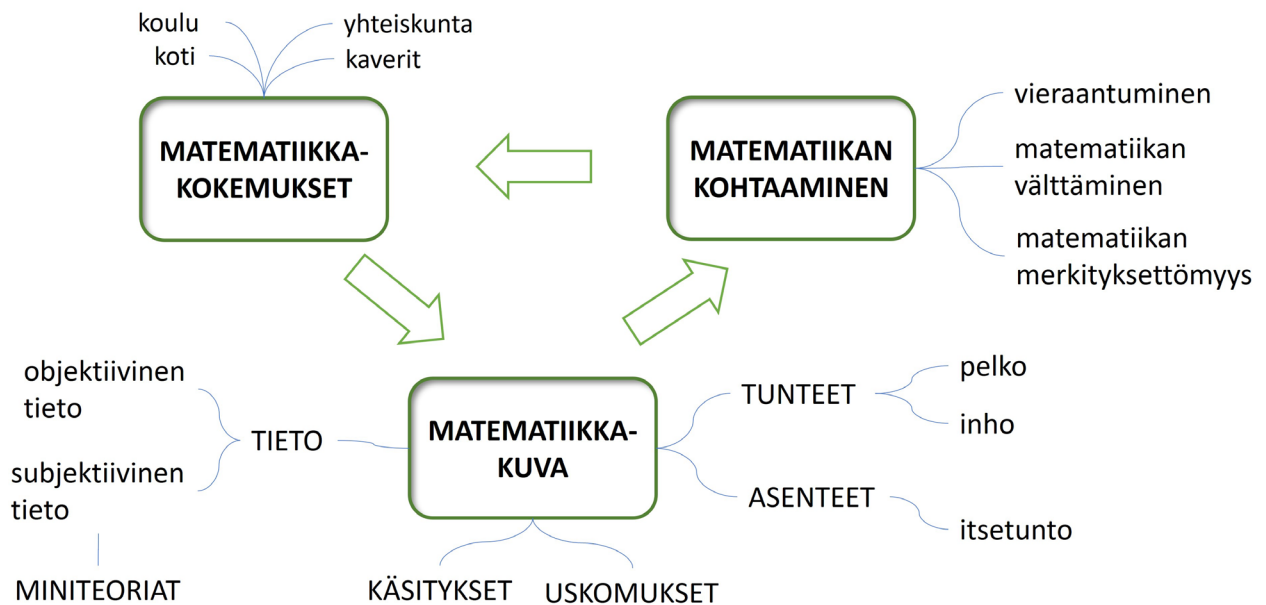 koulu
koti
yhteiskunta
kaverit
MATEMATIIKKA-
KOKEMUKSET
MATEMATIIKAN
KOHTAAMINEN
vieraantuminen
matematiikan
välttäminen
matematiikan
merkityksettömyys
objektiivinen
tieto
subjektiivinen
tieto
MINITEORIAT
TIETO
MATEMATIIKKA-
KUVA
KÄSITYKSET
USKOMUKSET
TUNTEET
pelko
inho
ASENTEET
itsetunto